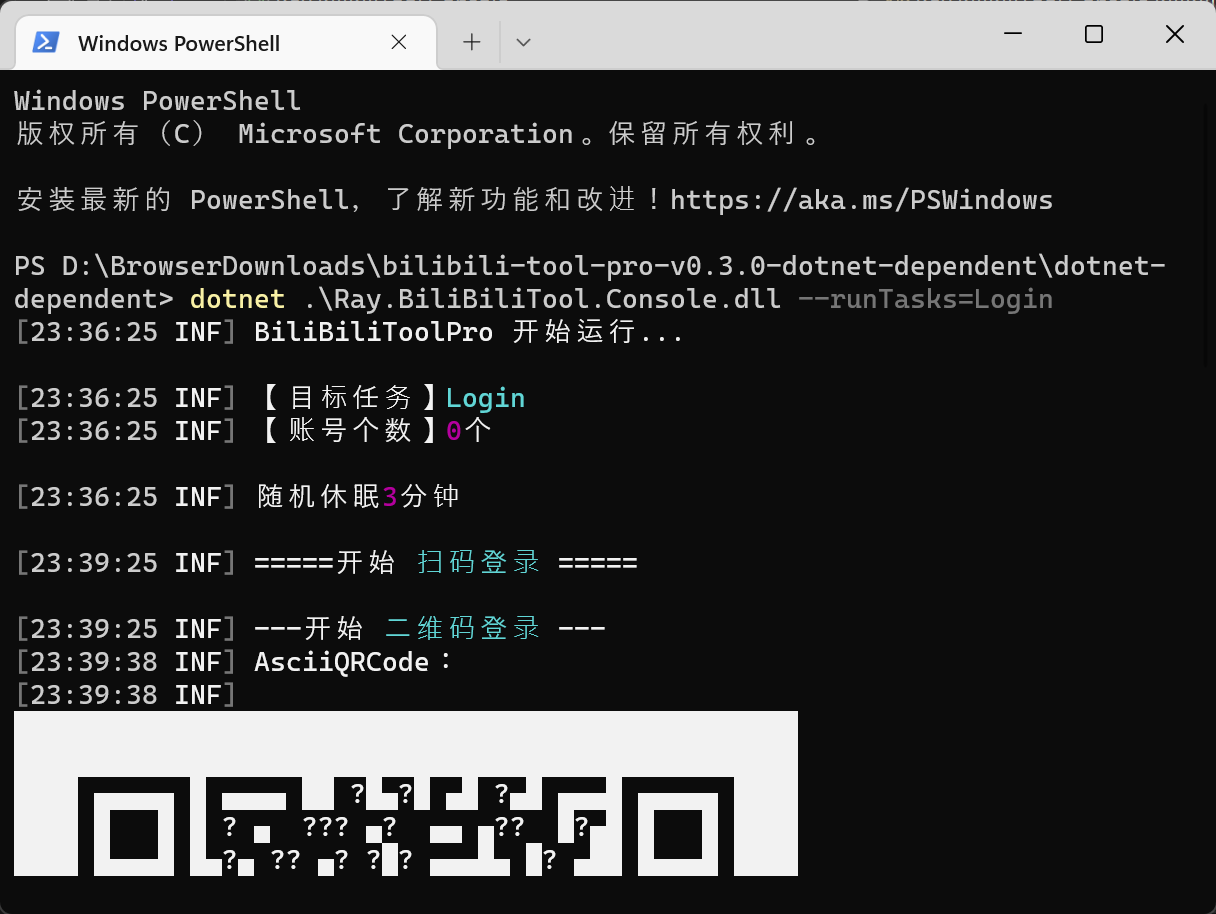 Windows PowerShell
Windows PowerShell
版权所有（C） Microsoft Corporation。保留所有权利。
安装最新的 PowerShell，了解新功能和改进！https://aka.ms/PSWindows
PS D:\BrowserDownloads\bilibili-tool-pro-v0.3.0-dotnet-dependent\dotnet-
dependent> dotnet .\Ray.BiliBiliTool.Console.dll --runTasks=Login
[23:36:25 INF] BiliBiliToolPro 开始运行...
[23:36:25 INF] 【目标任务】Login
[23:36:25 INF] 【账号个数】0个
[23:36:25 INF] 随机休眠3分钟
[23:39:25 INF] =====开始 扫码登录 =====
[23:39:25 INF] ---开始 二维码登录 ---
[23:39:38 INF] AsciiQRCode：
[23:39:38 INF]
? ? ?
? ??? ? ?? ?
? ?? ? ? ? ?